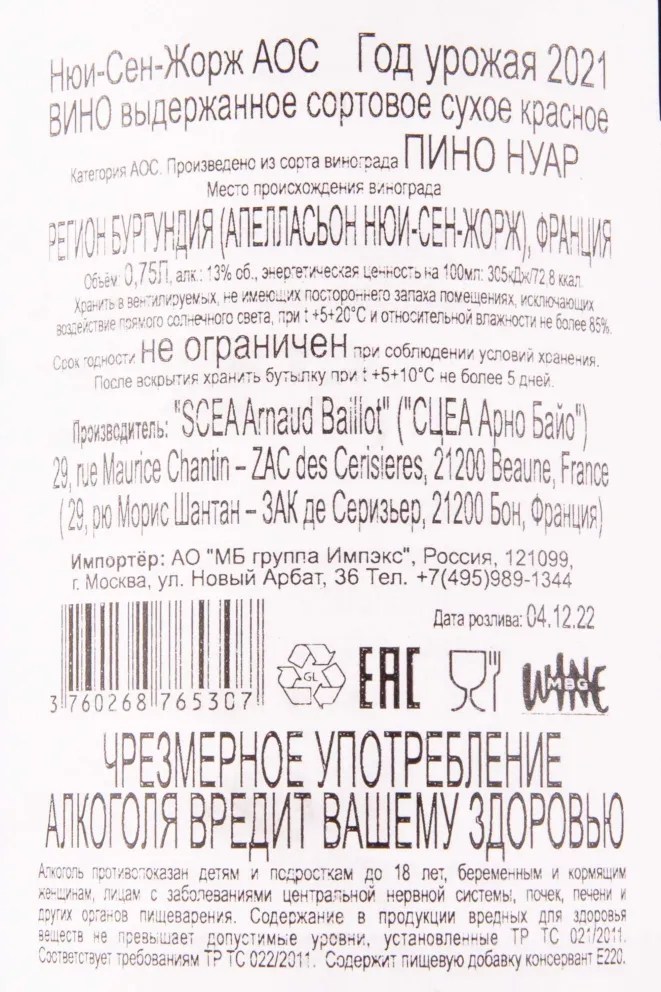 Нюи-Сен-Жорж АОС Год урожая 2021
ВИНО выдержанное сортовое сухое красное
Категория АОС. Произведено из сорта винограда ПИНО НУАР
Место происхождения винограда
РЕГИОН БУРГУНДИЯ (АПЕЛЛАСЬОН НЮИ-СЕН-ЖОРЖ), ФРАНЦИЯ
Объём 0,75Л, алк.: 13% об., энергетическая ценность на 100мл: 305кДж/72,8 ккал.
Хранить в вентилируемых, не имеющих постороннего запаха помещениях, исключающих
воздействие прямого солнечного света, при t +5+20°С и относительной влажности не более 85%.
Срок годности не ограничен при соблюдении условий хранения.
После вскрытия хранить бутылку при t +5+10°С не более 5 дней.
Производитель: "SCEA Arnaud Baillot" ("СЦЕА Арно Байо")
29, rue Maurice Chantin – ZAC des Cerisieres, 21200 Beaune, France
( 29, рю Морис Шантан – ЗАК де Серизьер, 21200 Бон, Франция)
Импортёр: АО "МБ группа Импэкс", Россия, 121099,
г. Москва, ул. Новый Арбат, 36 Тел. +7(495)989-1344
Дата розлива: 04.12.22
3 760268 765307
GL
EAC
WINE
MBG
ЧРЕЗМЕРНОЕ УПОТРЕБЛЕНИЕ
АЛКОГОЛЯ ВРЕДИТ ВАШЕМУ ЗДОРОВЬЮ
Алкоголь противопоказан детям и подросткам до 18 лет, беременным и кормящим
женщинам, лицам с заболеваниями центральной нервной системы, почек, печени и
других органов пищеварения. Содержание в продукции вредных для здоровья
веществ не превышает допустимые уровни, установленные ТР ТС 021/2011.
Соответствует требованиям ТР ТС 022/2011. Содержит пищевую добавку консервант Е220.